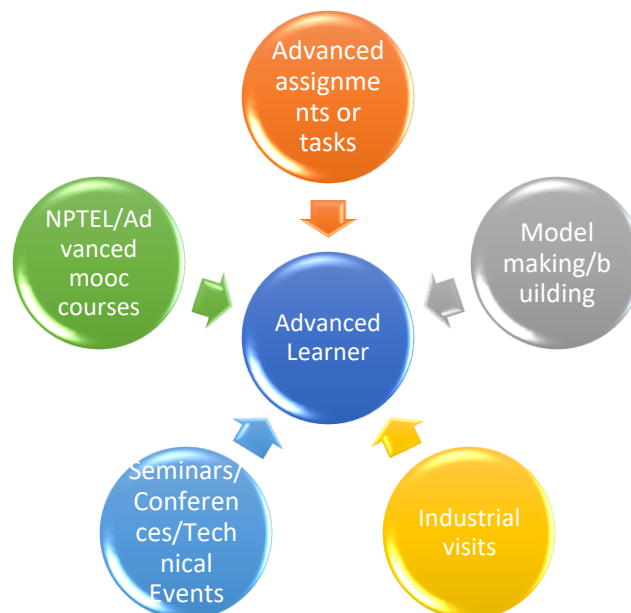 Advanced
assignme
nts or
tasks
NPTEL/Ad
vanced
mooc
courses
Model
making/b
uilding
Advanced
Learner
Seminars/
Conferen
ces/Tech
nical
Events
Industrial
visits